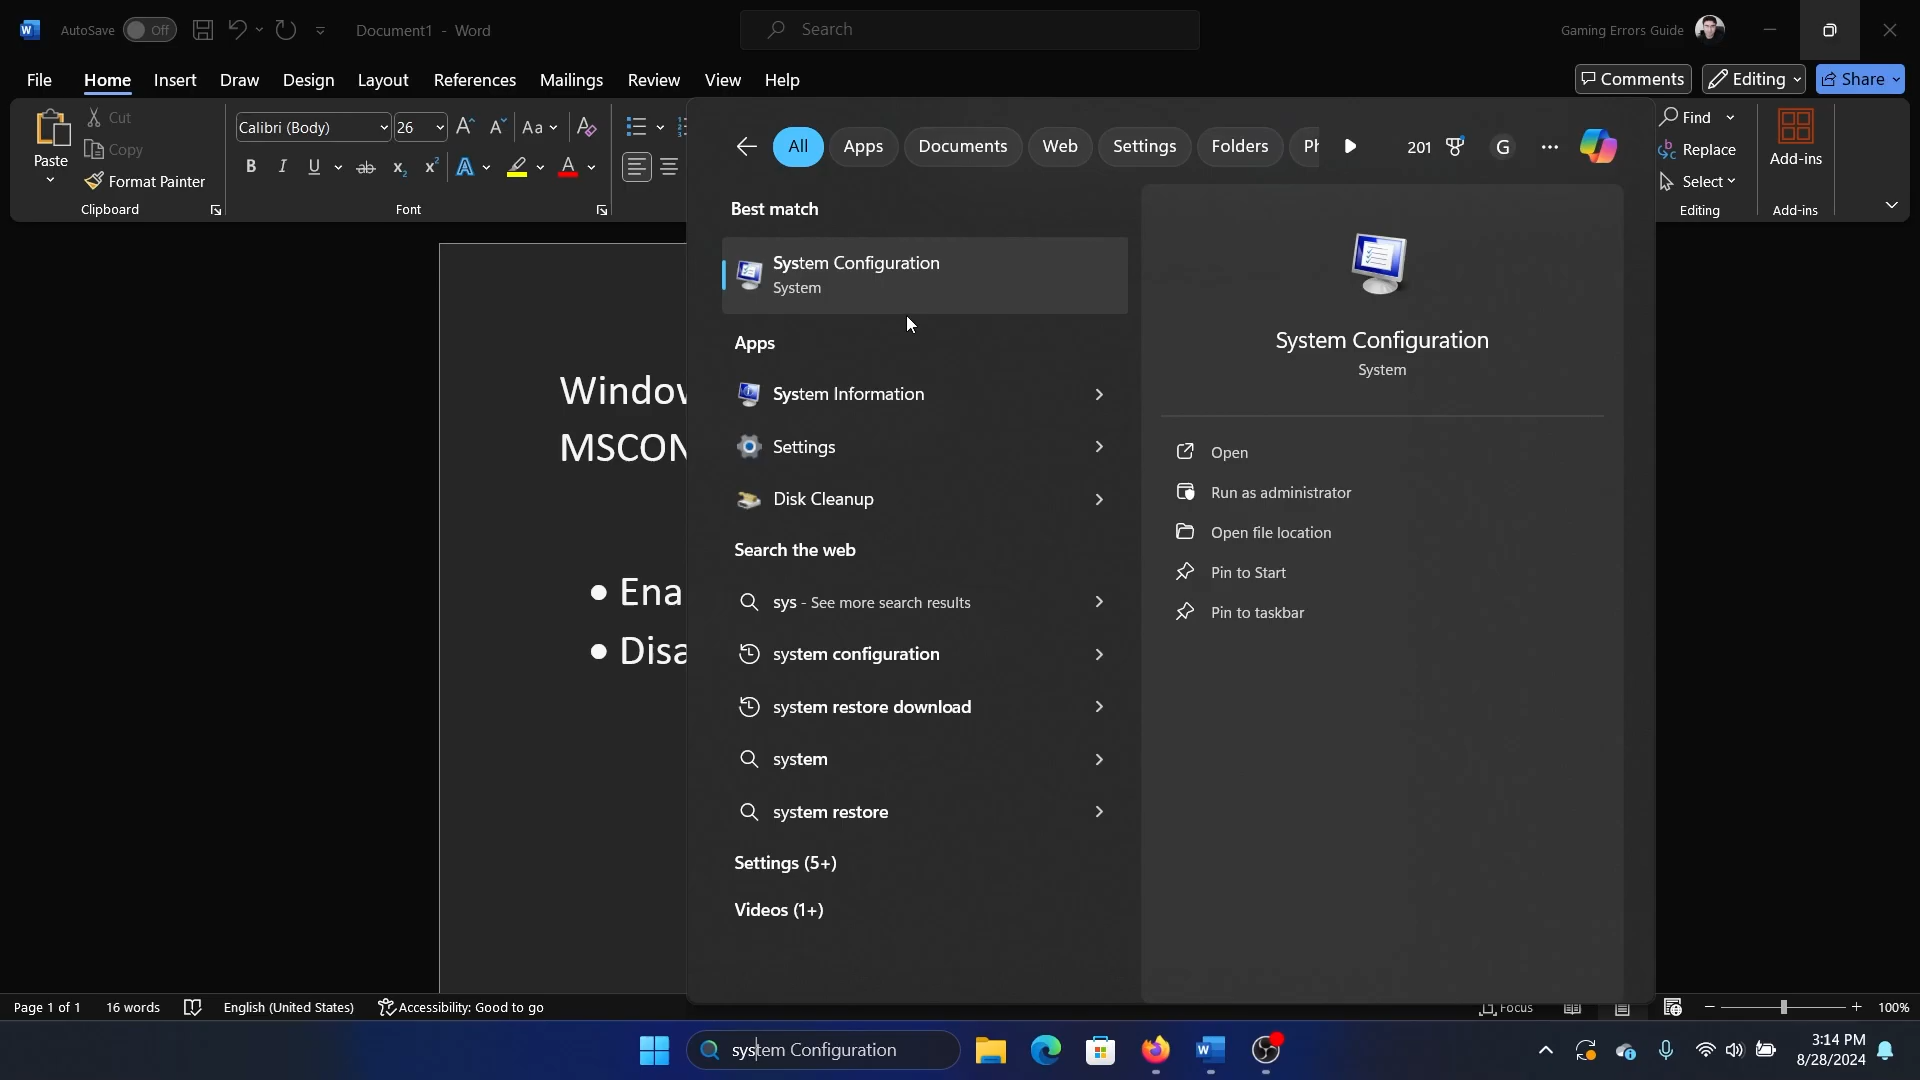 AutoSave Off Document1 - Word Search Gaming Errors Guide
File Home Insert Draw Design Layout References Mailings Review View Help Comments Editing Share
Paste Cut
Copy
Format Painter
Clipboard
Calibri (Body) 26 Aa
B I U ab x₂ x² A A
Font
Find
Replace
Select
Editing
Add-ins
Add-ins
All Apps Documents Web Settings Folders 201 G
Best match
System Configuration
System
Apps
System Information
Settings
Disk Cleanup
Search the web
sys - See more search results
system configuration
system restore download
system
system restore
Settings (5+)
Videos (1+)
System Configuration
System
Open
Run as administrator
Open file location
Pin to Start
Pin to taskbar
Window
MSCON
• Ena
• Disa
Page 1 of 1 16 words English (United States) Accessibility: Good to go Focus 100%
system Configuration
3:14 PM
8/28/2024